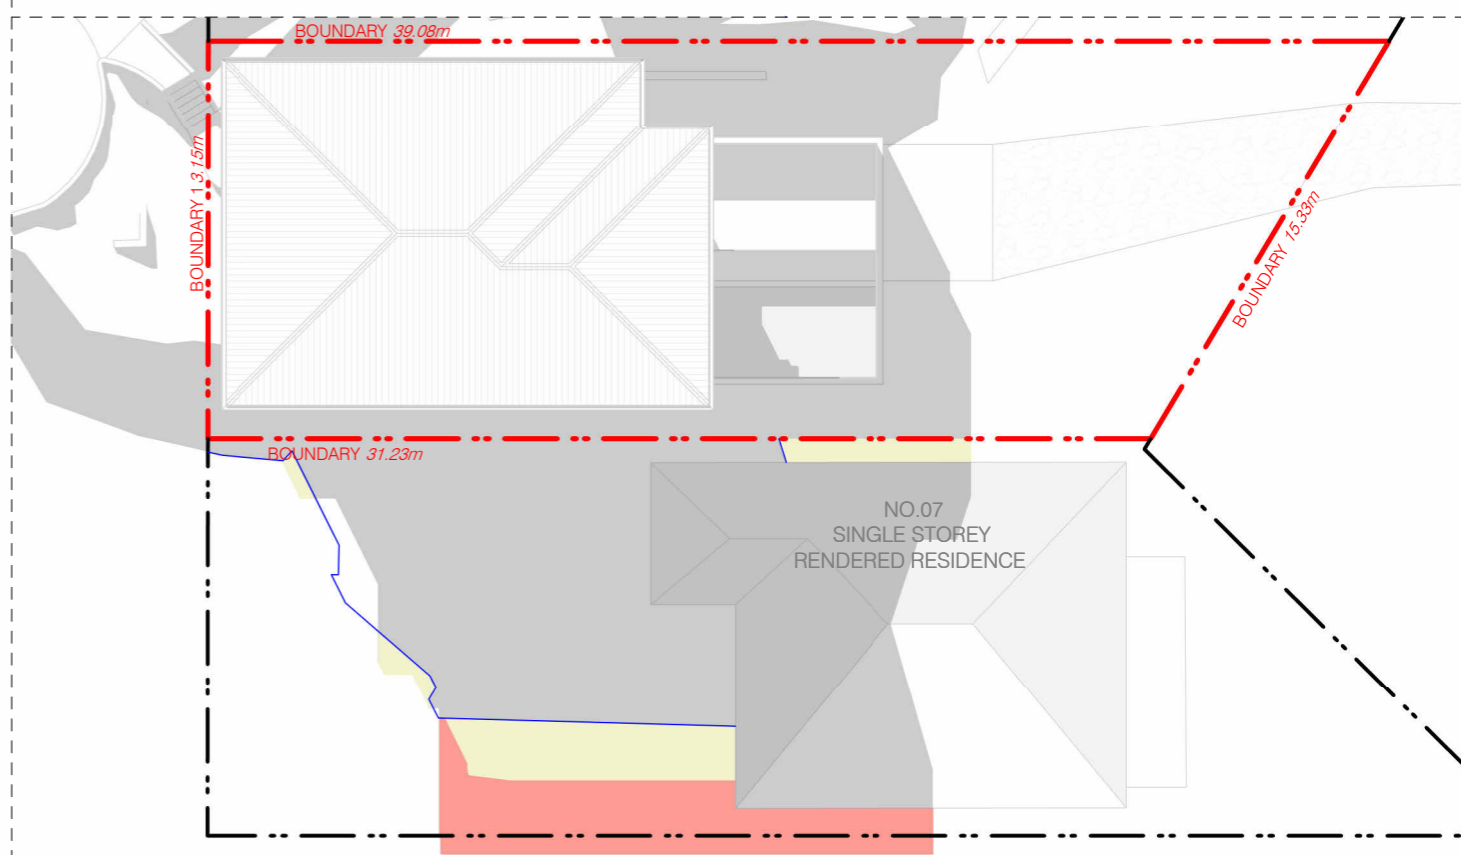 BOUNDARY 39.08m
BOUNDARY 13.15m
BOUNDARY 15.33m
BOUNDARY 31.23m
NO.07
SINGLE STOREY
RENDERED RESIDENCE